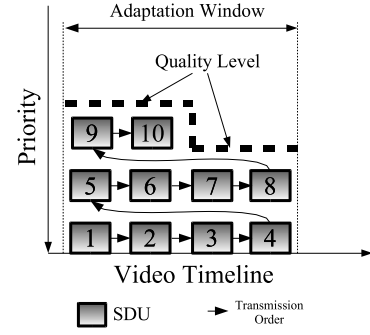 Adaptation Window
Quality Level
Priority
9 10
5 6 7 8
1 2 3 4
Video Timeline
SDU
Transmission
Order